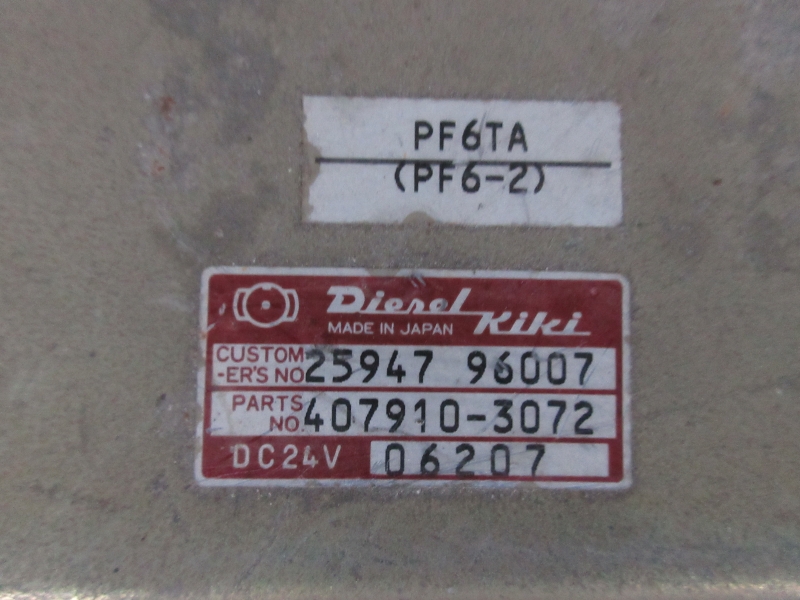 PF6TA
(PF6-2)
Diesel Kiki
MADE IN JAPAN
CUSTOM
-ER'S NO 25947 96007
PARTS
NO. 407910-3072
DC24V 06207